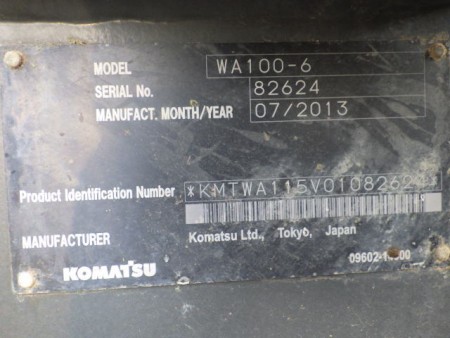 MODEL WA100-6
SERIAL No. 82624
MANUFACT. MONTH/YEAR 07/2013
Product Identification Number
MANUFACTURER Komatsu Ltd., Tokyo, Japan
KOMATSU